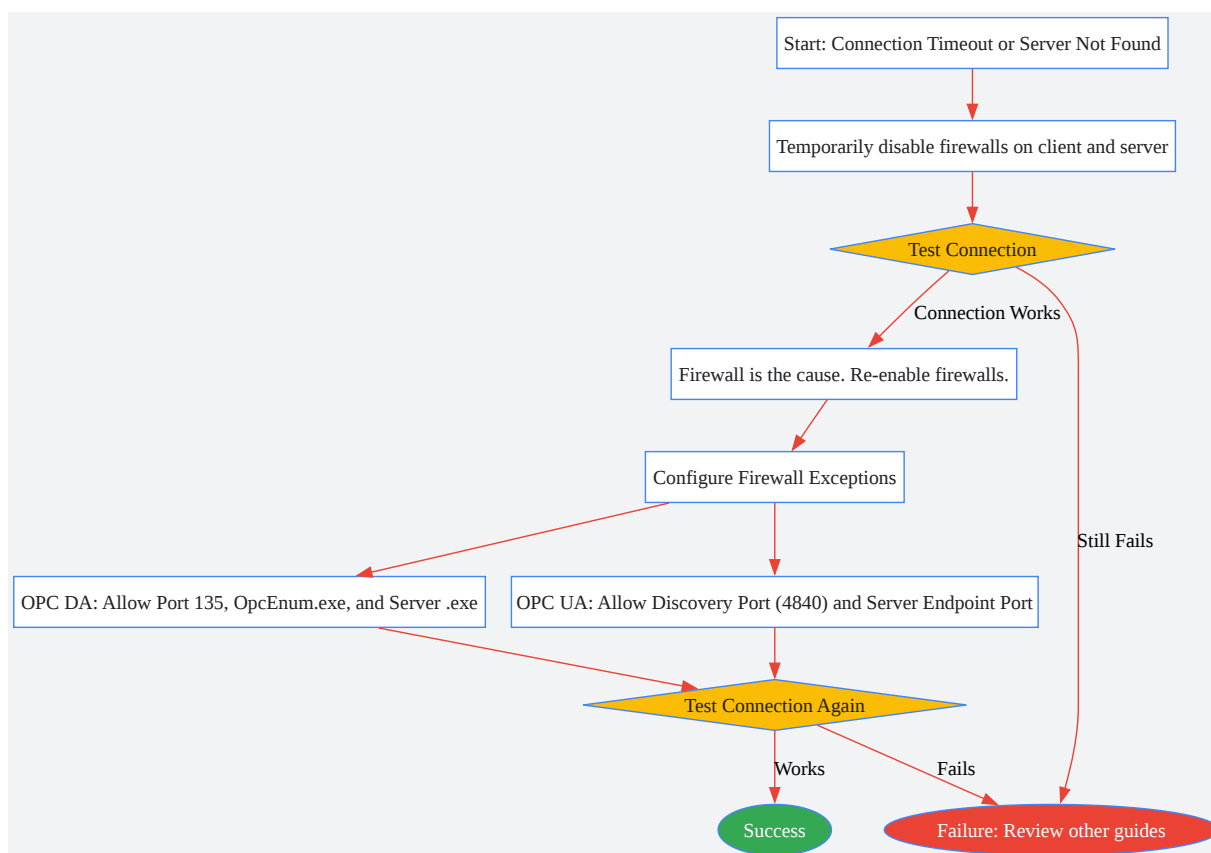 Start: Connection Timeout or Server Not Found
Temporarily disable firewalls on client and server
Test Connection
Connection Works
Firewall is the cause. Re-enable firewalls.
Configure Firewall Exceptions
Still Fails
OPC DA: Allow Port 135, OpcEnum.exe, and Server .exe
OPC UA: Allow Discovery Port (4840) and Server Endpoint Port
Test Connection Again
Works
Fails
Success
Failure: Review other guides